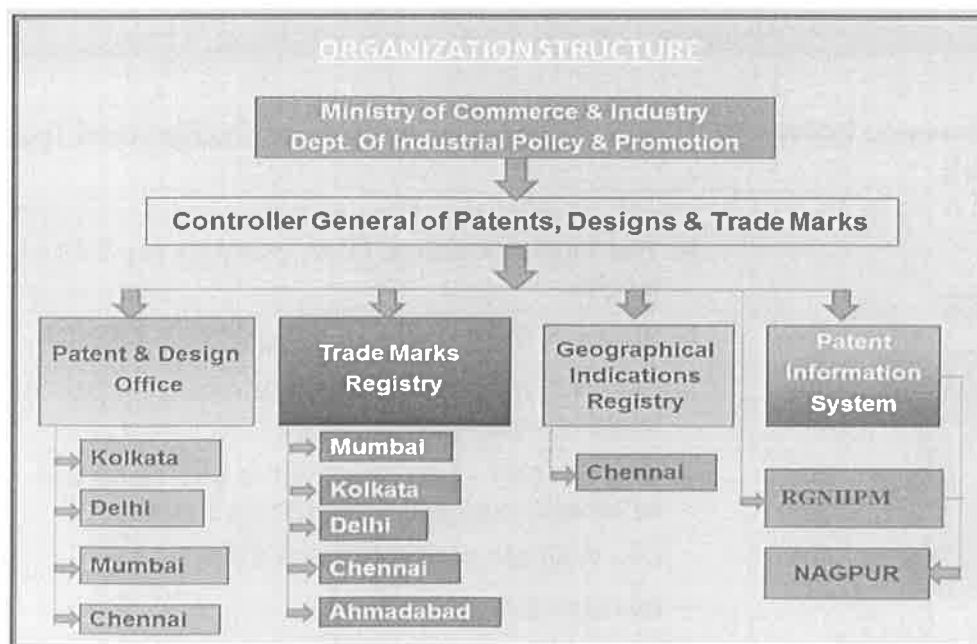 ORGANIZATION STRUCTURE
Ministry of Commerce & Industry
Dept. Of Industrial Policy & Promotion
Controller General of Patents, Designs & Trade Marks
Patent & Design
Office
Kolkata
Delhi
Mumbai
Chennai
Trade Marks
Registry
Mumbai
Kolkata
Delhi
Chennai
Ahmadabad
Geographical
Indications
Registry
Chennai
Patent
Information
System
RGNIIPM
NAGPUR